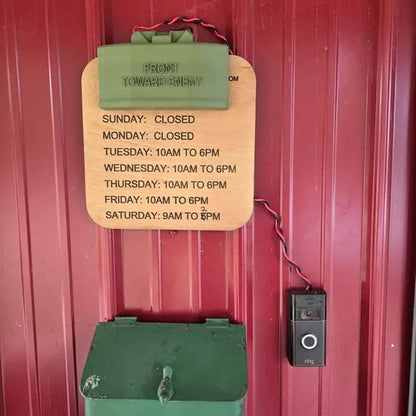 FRONT
TOWARD ENEMY
OM
SUNDAY: CLOSED
MONDAY: CLOSED
TUESDAY: 10AM TO 6PM
WEDNESDAY: 10AM TO 6PM
THURSDAY: 10AM TO 6PM
FRIDAY: 10AM TO 6PM
SATURDAY: 9AM TO 3PM
ring